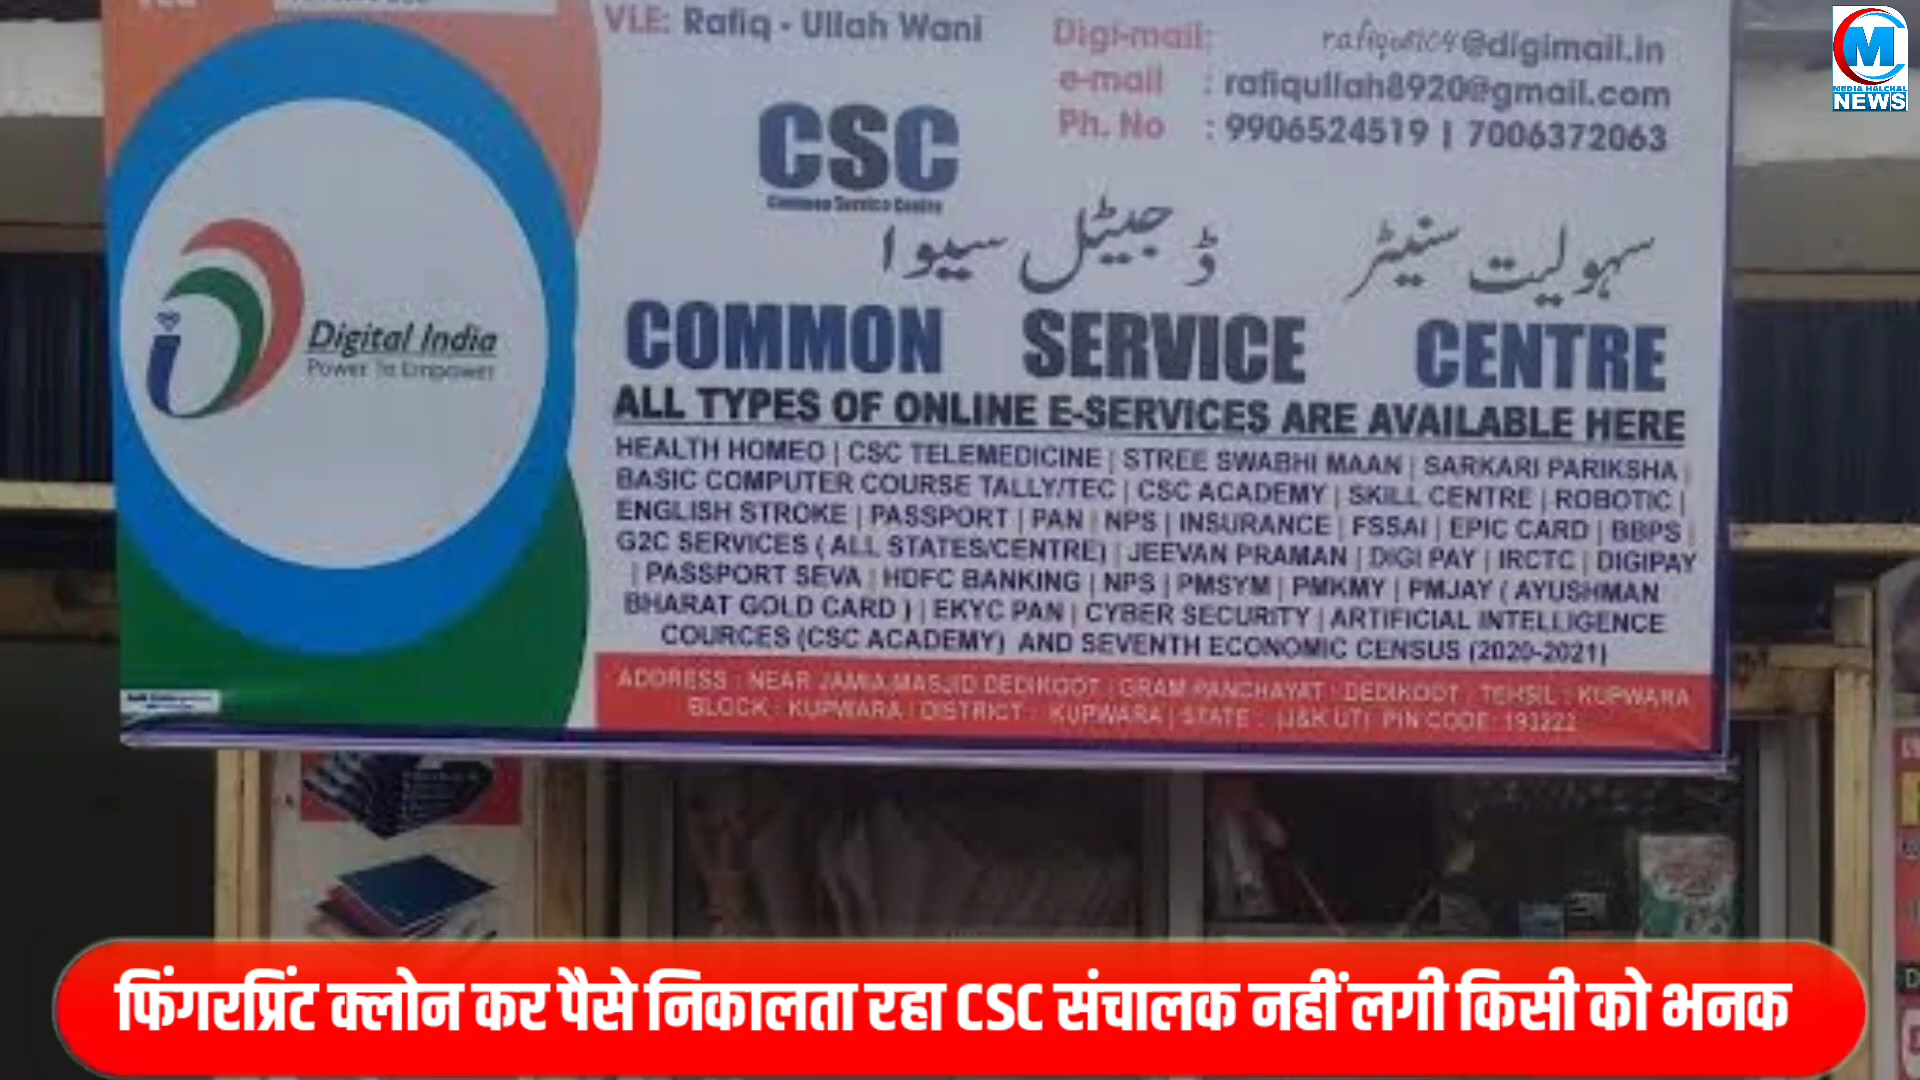 VLE: Rafiq - Ullah Wani
Digi-mail: @digimail.in
e-mail : rafiqullah8920@gmail.com
Ph. No : 9906524519 | 7006372063
CSC
Common Service Centre
سہولیت سنیٹر ڈجیٹل سیوا
Digital India
Power To Empower
COMMON SERVICE CENTRE
ALL TYPES OF ONLINE E-SERVICES ARE AVAILABLE HERE
HEALTH HOMEO | CSC TELEMEDICINE | STREE SWABHI MAAN | SARKARI PARIKSHA |
BASIC COMPUTER COURSE TALLY/TEC | CSC ACADEMY | SKILL CENTRE | ROBOTIC |
ENGLISH STROKE | PASSPORT | PAN | NPS | INSURANCE | FSSAI | EPIC CARD | BBPS |
G2C SERVICES ( ALL STATES/CENTRE) | JEEVAN PRAMAN | DIGI PAY | IRCTC | DIGIPAY
| PASSPORT SEVA | HDFC BANKING | NPS | PMSYM | PMKMY | PMJAY ( AYUSHMAN
BHARAT GOLD CARD ) | EKYC PAN | CYBER SECURITY | ARTIFICIAL INTELLIGENCE
COURCES (CSC ACADEMY) AND SEVENTH ECONOMIC CENSUS (2020-2021)
ADDRESS : NEAR JAMIA MASJID DEDIKOOT | GRAM PANCHAYAT : DEDIKOOT | TEHSIL : KUPWARA
BLOCK : KUPWARA | DISTRICT : KUPWARA | STATE : (J&K UT) PIN CODE: 193222
M
MEDIA HALCHAL
NEWS
फिंगरप्रिंट क्लोन कर पैसे निकालता रहा CSC संचालक नहीं लगी किसी को भनक